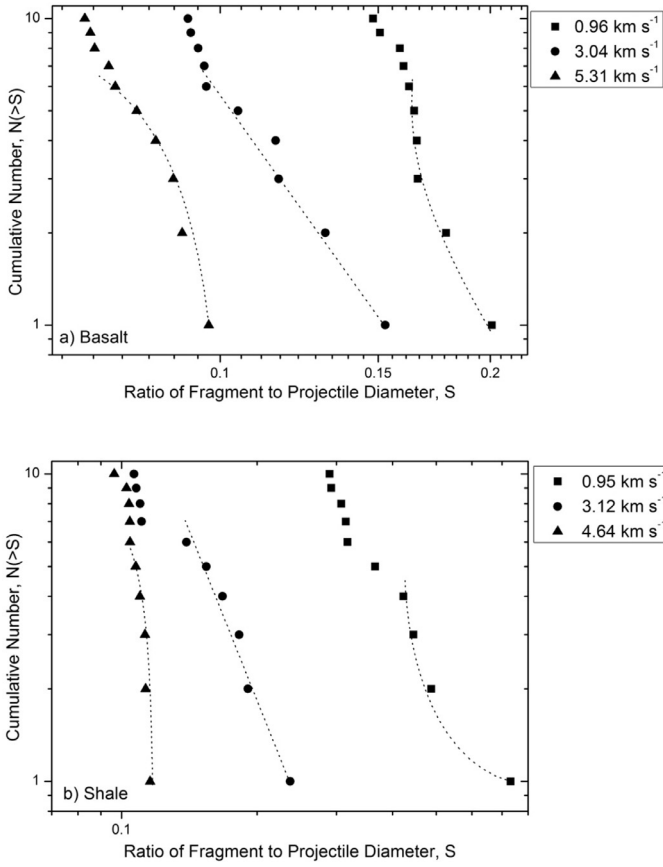 10
1
Cumulative Number, N(>S)
a) Basalt
0.1
0.15
0.2
Ratio of Fragment to Projectile Diameter, S
0.96 km s⁻¹
3.04 km s⁻¹
5.31 km s⁻¹
10
1
Cumulative Number, N(>S)
b) Shale
0.1
Ratio of Fragment to Projectile Diameter, S
0.95 km s⁻¹
3.12 km s⁻¹
4.64 km s⁻¹